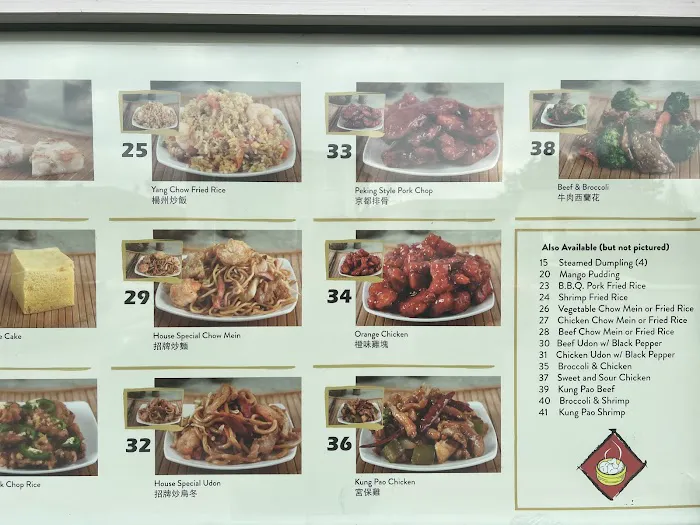 25
Yang Chow Fried Rice
楊州炒飯
33
Peking Style Pork Chop
京都排骨
38
Beef & Broccoli
牛肉西蘭花
e Cake
29
House Special Chow Mein
招牌炒麵
34
Orange Chicken
橙味雞塊
k Chop Rice
32
House Special Udon
招牌炒烏冬
36
Kung Pao Chicken
宮保雞
Also Available (but not pictured)
15 Steamed Dumpling (4)
20 Mango Pudding
23 B.B.Q. Pork Fried Rice
24 Shrimp Fried Rice
26 Vegetable Chow Mein or Fried Rice
27 Chicken Chow Mein or Fried Rice
28 Beef Chow Mein or Fried Rice
30 Beef Udon w/ Black Pepper
31 Chicken Udon w/ Black Pepper
35 Broccoli & Chicken
37 Sweet and Sour Chicken
39 Kung Pao Beef
40 Broccoli & Shrimp
41 Kung Pao Shrimp